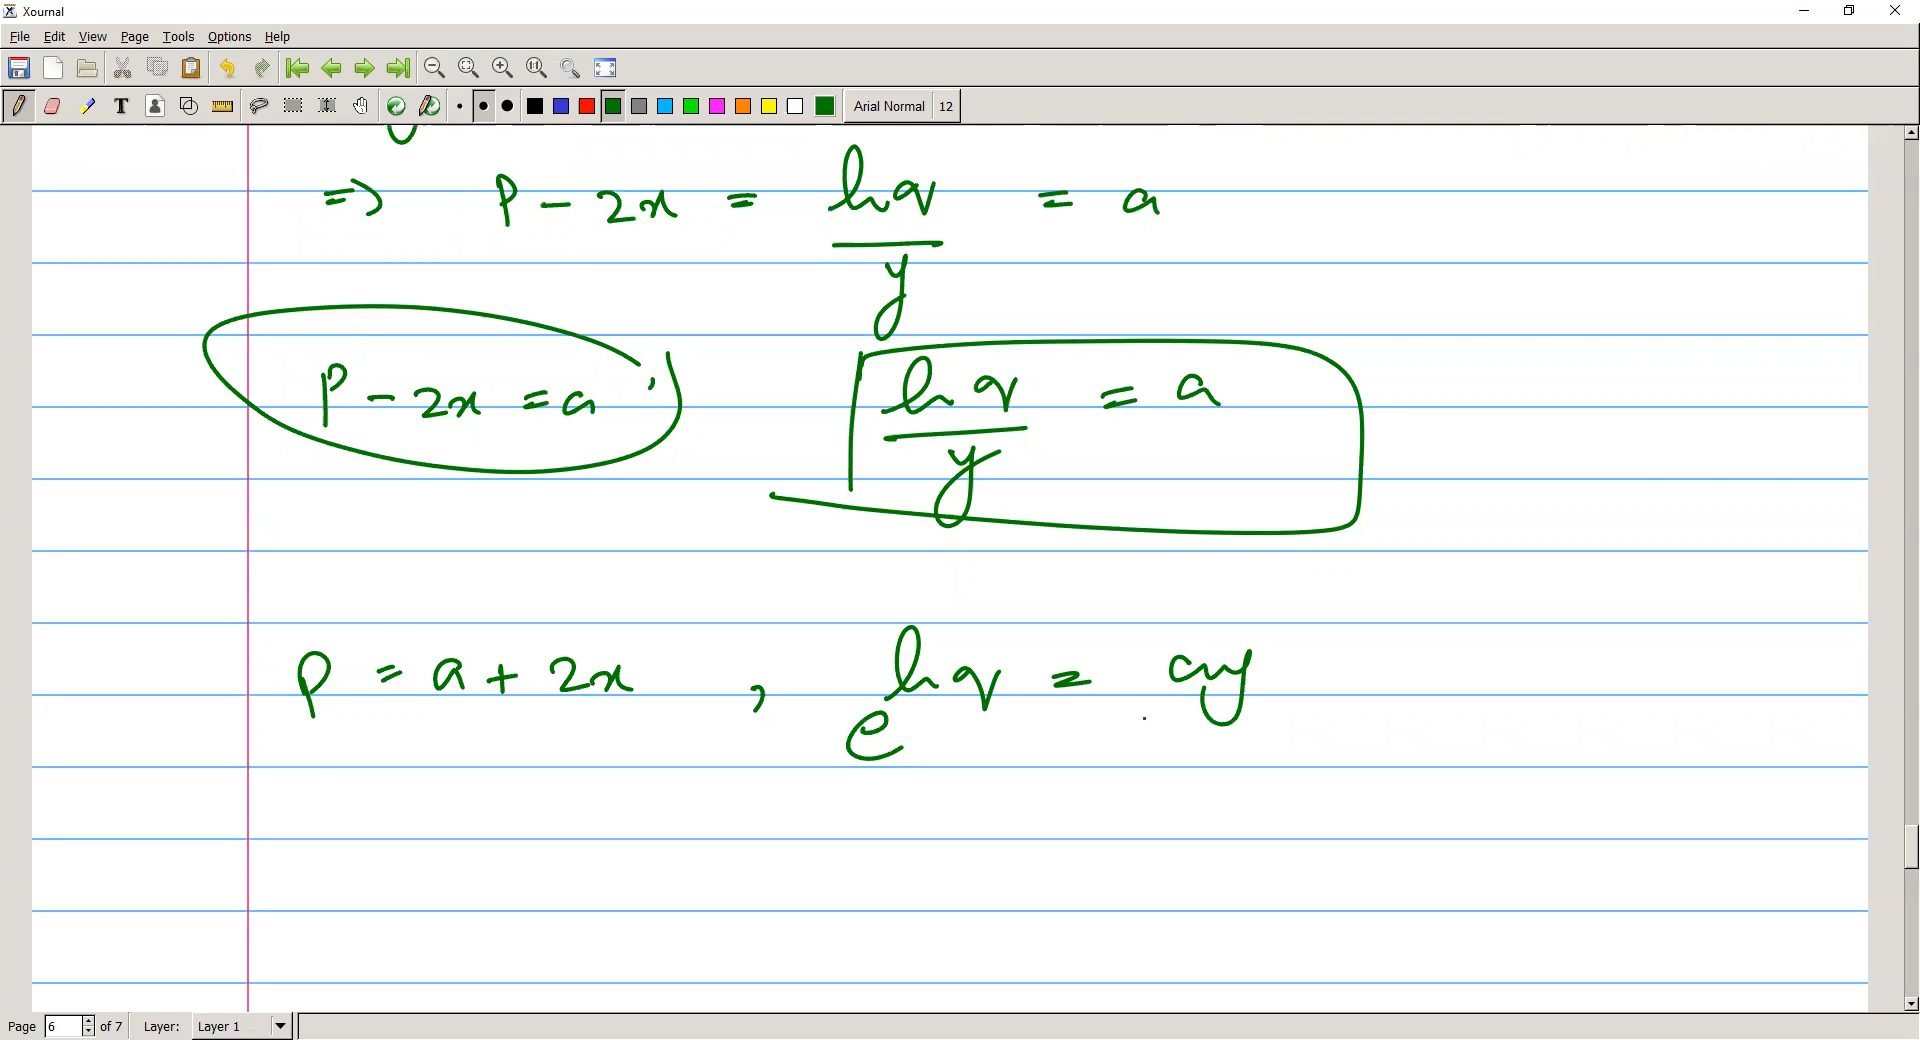 Xournal
File Edit View Page Tools Options Help
Arial Normal 12
=> p - 2x = ln q / y = a
p - 2x = a , ln q / y = a
p = a + 2x , e ln q = ay
Page 6 of 7 Layer: Layer 1